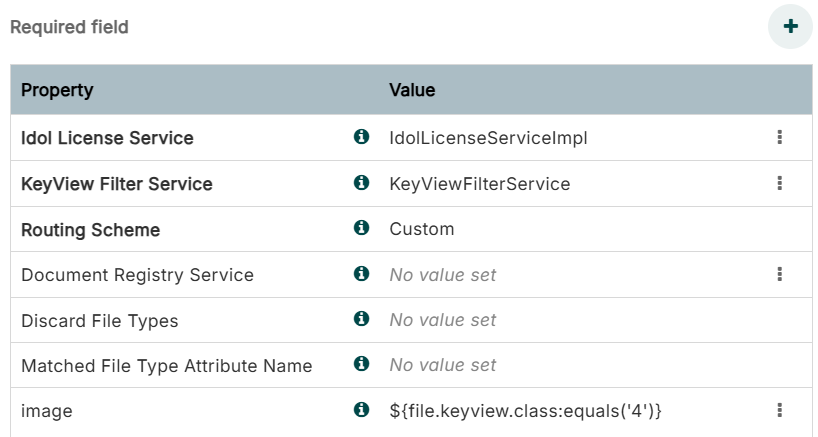 Required field
Property Value
Idol License Service IdolLicenseServiceImpl
KeyView Filter Service KeyViewFilterService
Routing Scheme Custom
Document Registry Service No value set
Discard File Types No value set
Matched File Type Attribute Name No value set
image ${file.keyview.class:equals('4')}